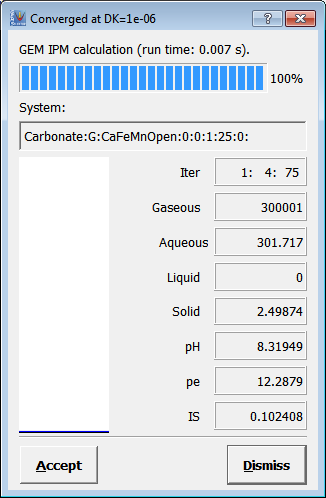 Converged at DK=1e-06
GEM IPM calculation (run time: 0.007 s).
100%
System:
Carbonate:G:CaFeMnOpen:0:0:1:25:0:
Iter 1: 4: 75
Gaseous 300001
Aqueous 301.717
Liquid 0
Solid 2.49874
pH 8.31949
pe 12.2879
IS 0.102408
Accept Dismiss